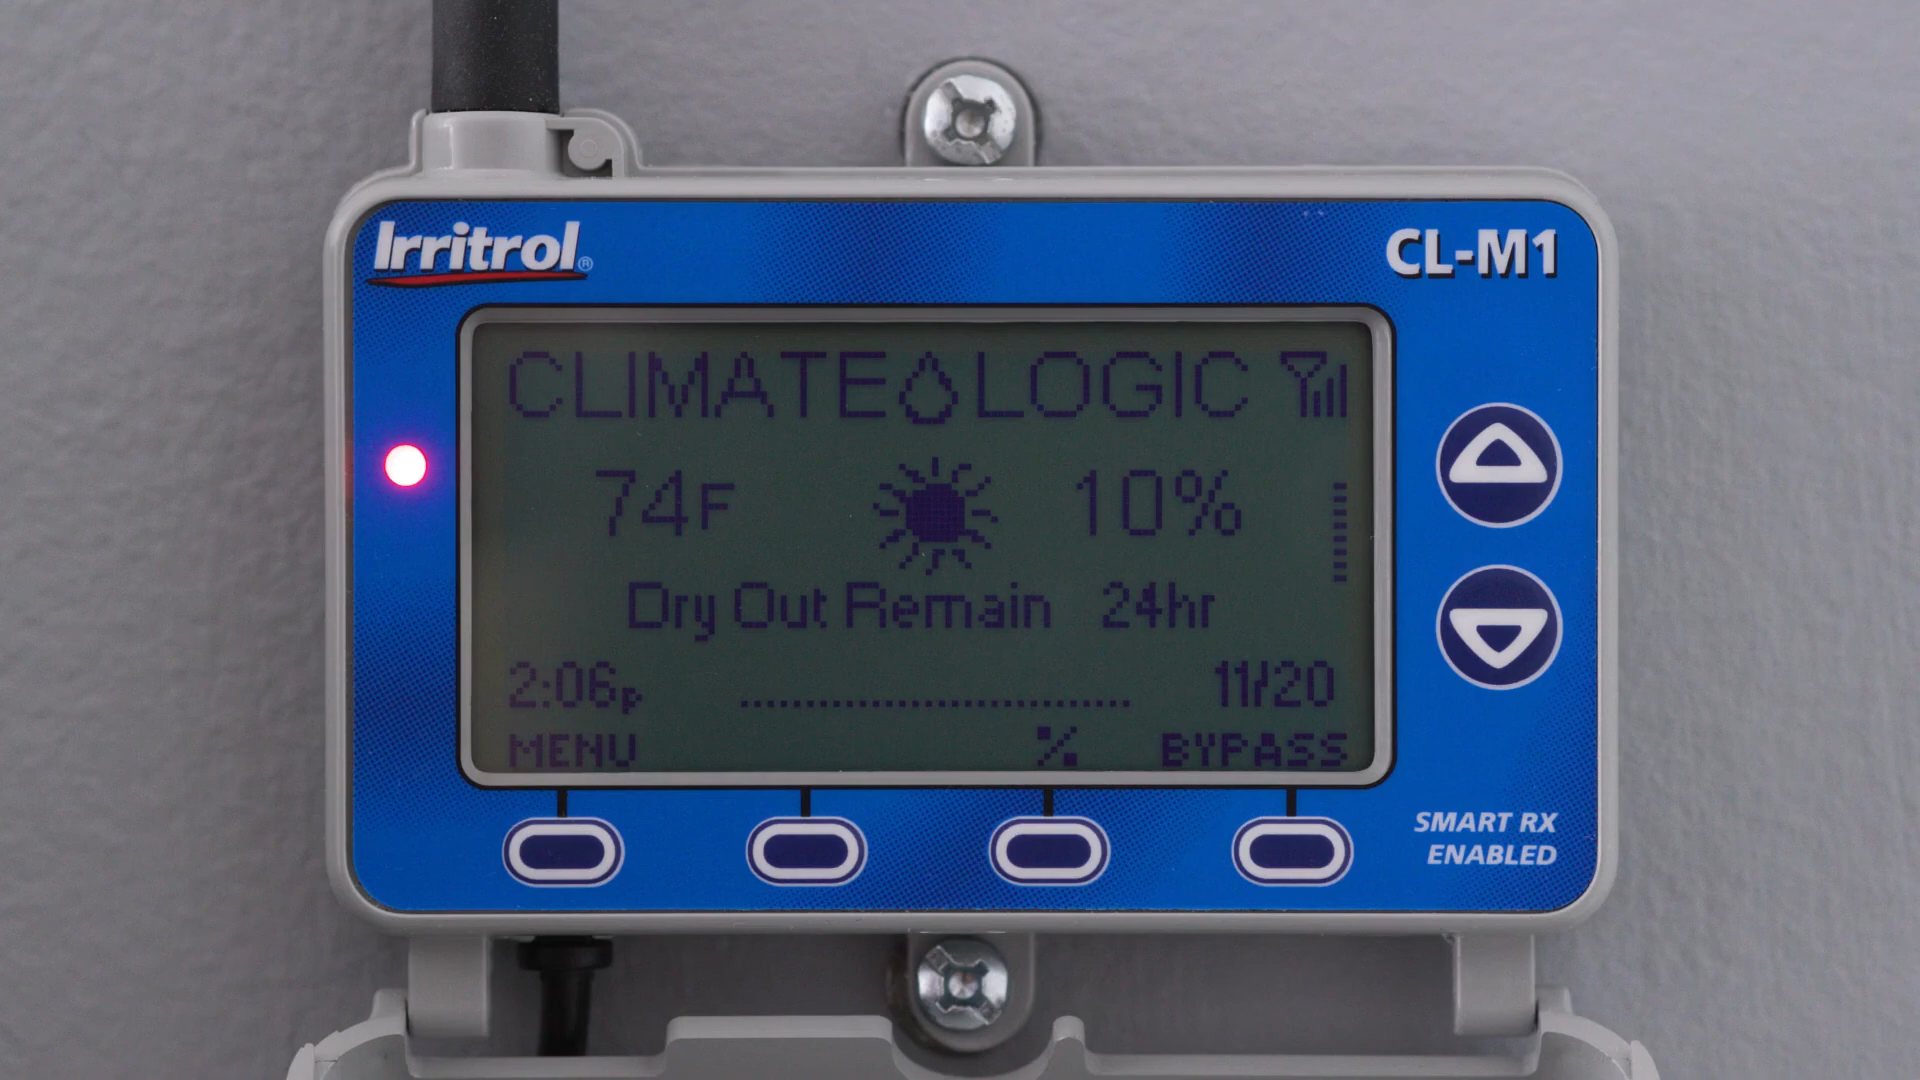 Irritrol®
CL-M1
CLIMATE LOGIC
74F 10%
Dry Out Remain 24hr
2:06p 11/20
MENU % BYPASS
SMART RX
ENABLED